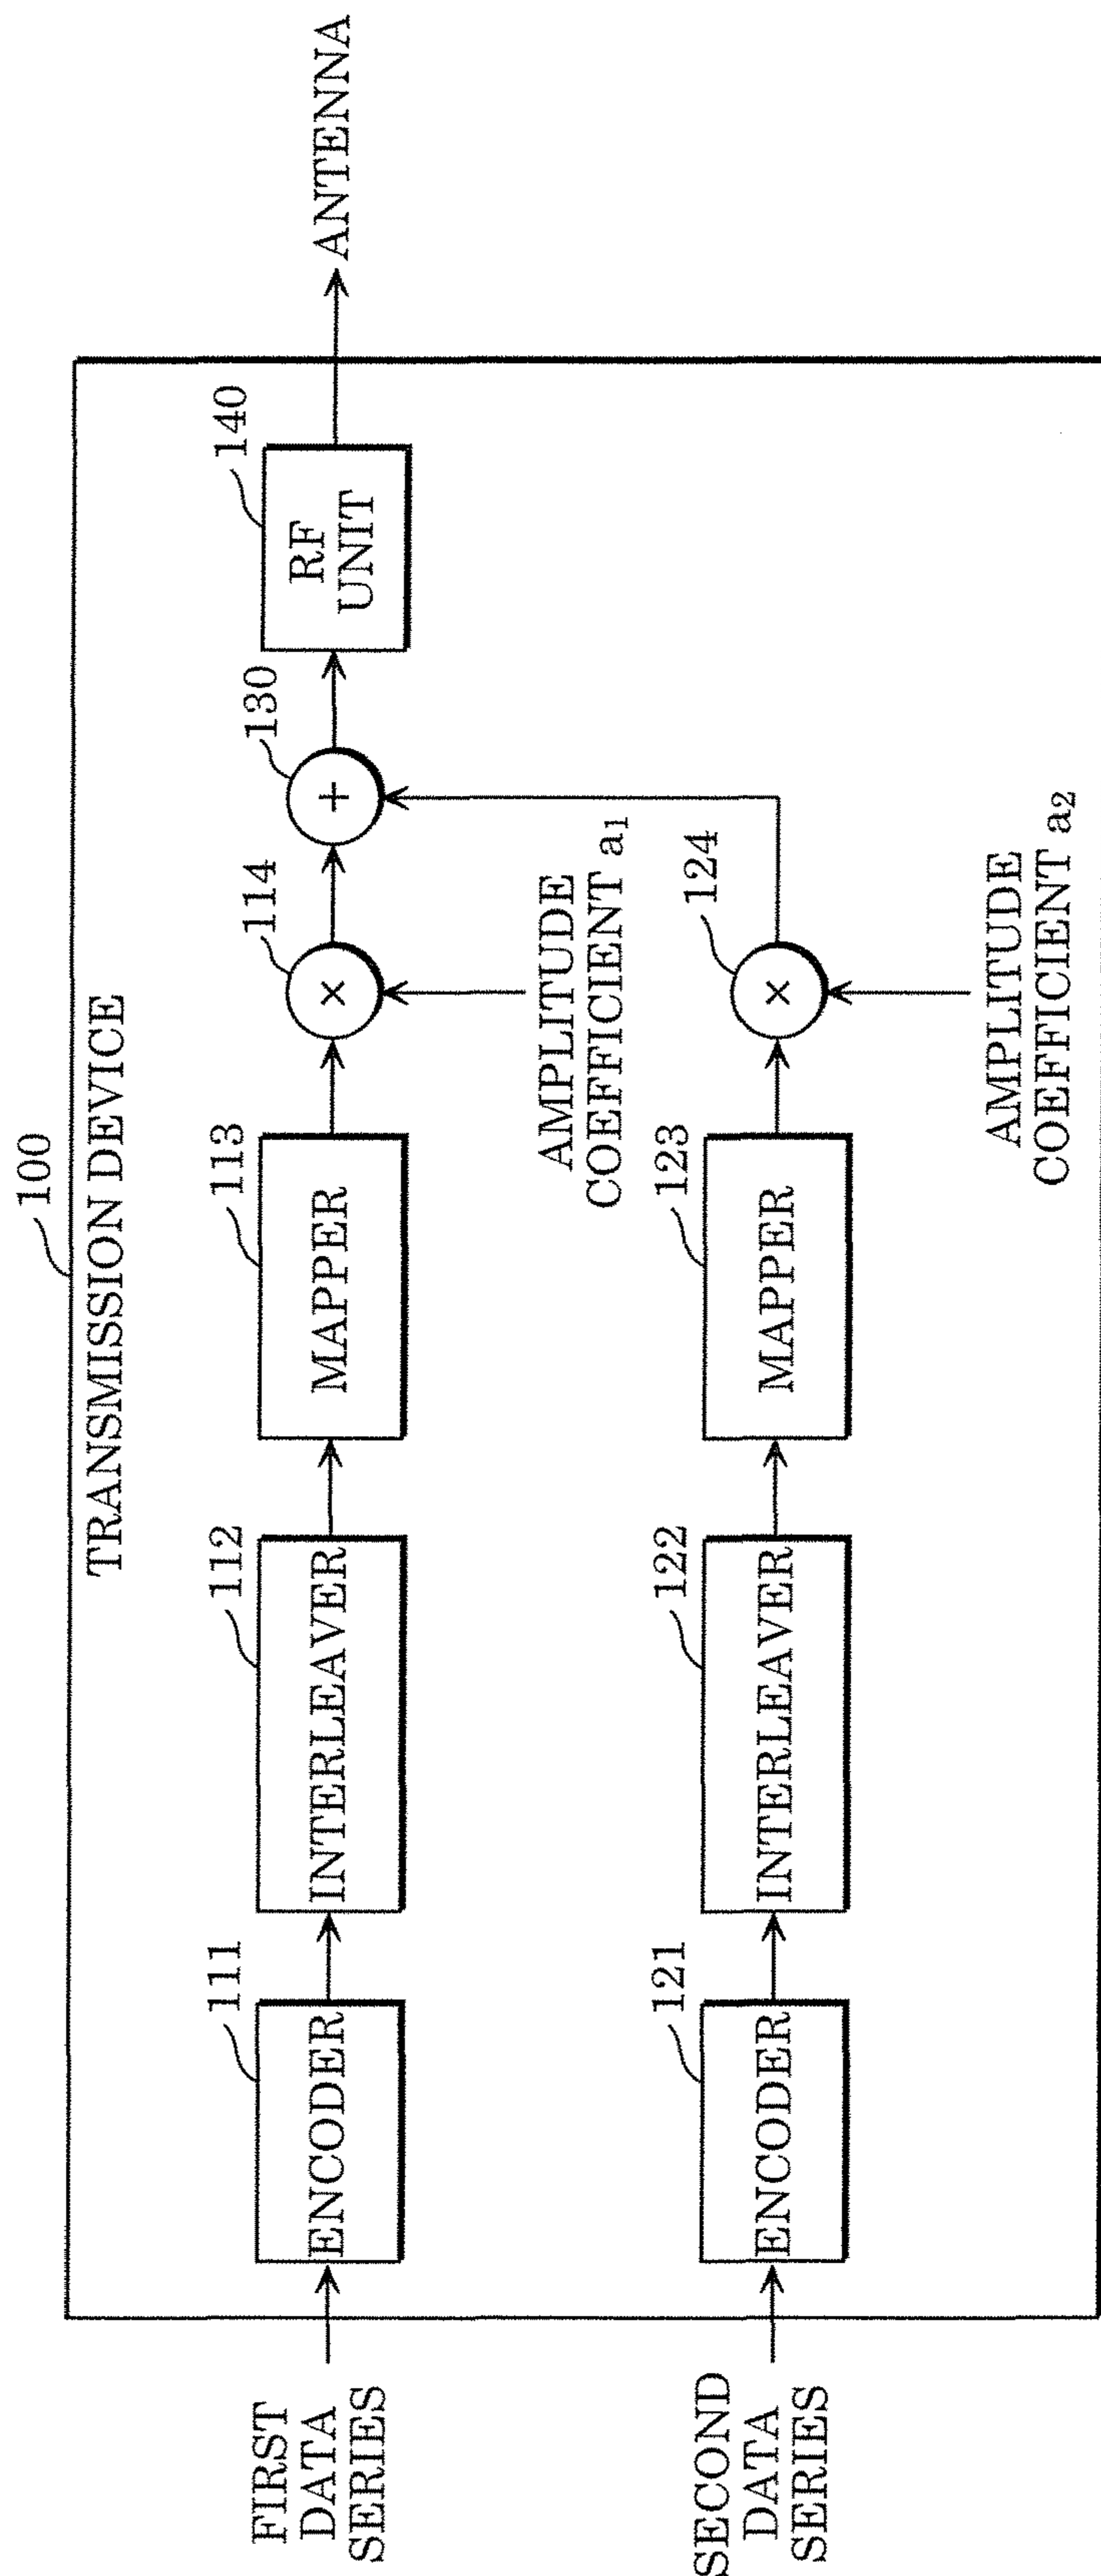 100
TRANSMISSION DEVICE
FIRST
DATA
SERIES
111
ENCODER
112
INTERLEAVER
113
MAPPER
114
×
AMPLITUDE
COEFFICIENT a₁
130
+
140
RF
UNIT
ANTENNA
SECOND
DATA
SERIES
121
ENCODER
122
INTERLEAVER
123
MAPPER
124
×
AMPLITUDE
COEFFICIENT a₂